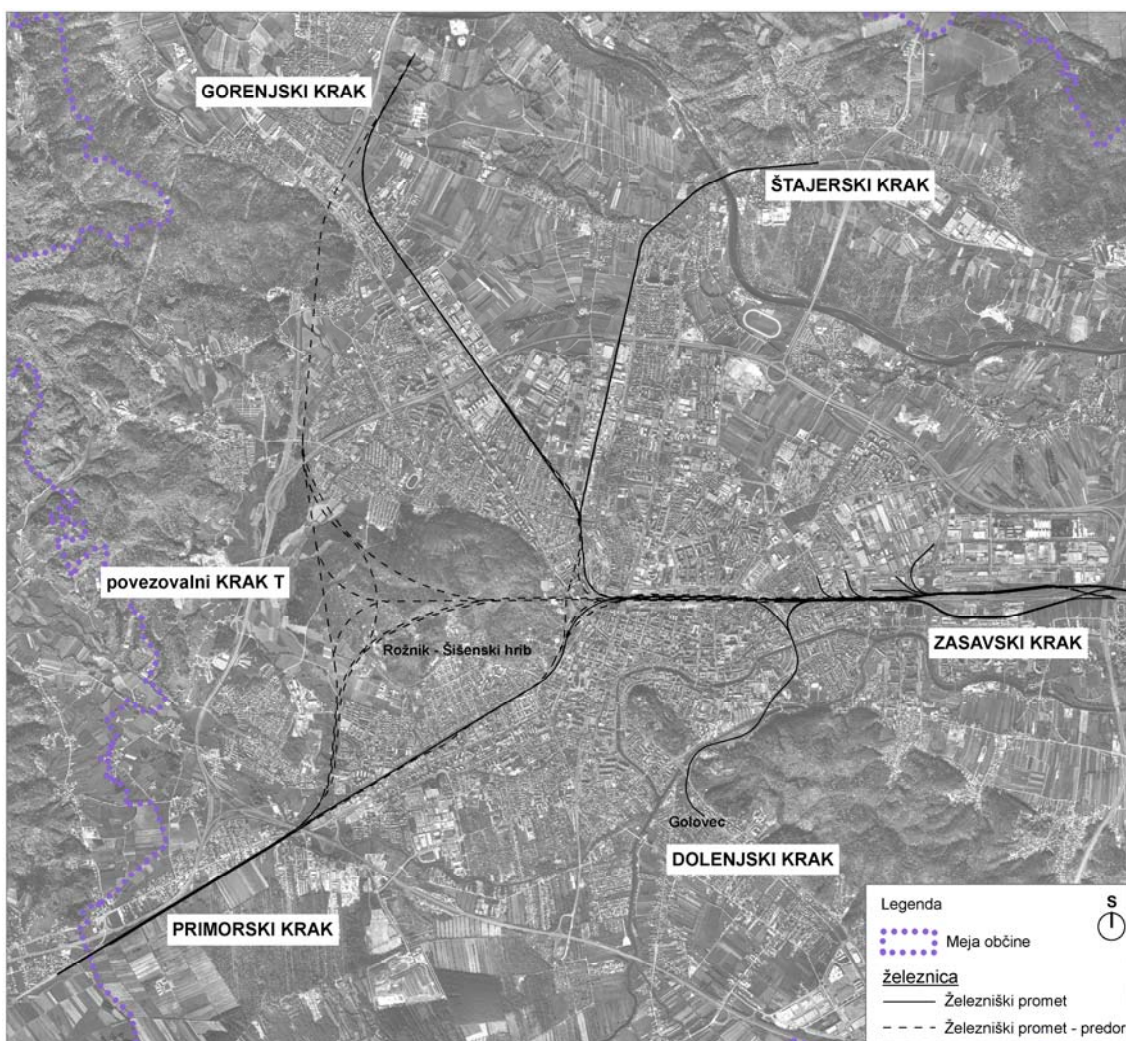 GORENJSKI KRAK
ŠTAJERSKI KRAK
povezovalni KRAK T
Rožnik - Šišenski hrib
ZASAVSKI KRAK
Golovec
DOLENJSKI KRAK
PRIMORSKI KRAK
Legenda
S
Meja občine
železnica
Železniški promet
Železniški promet - predor